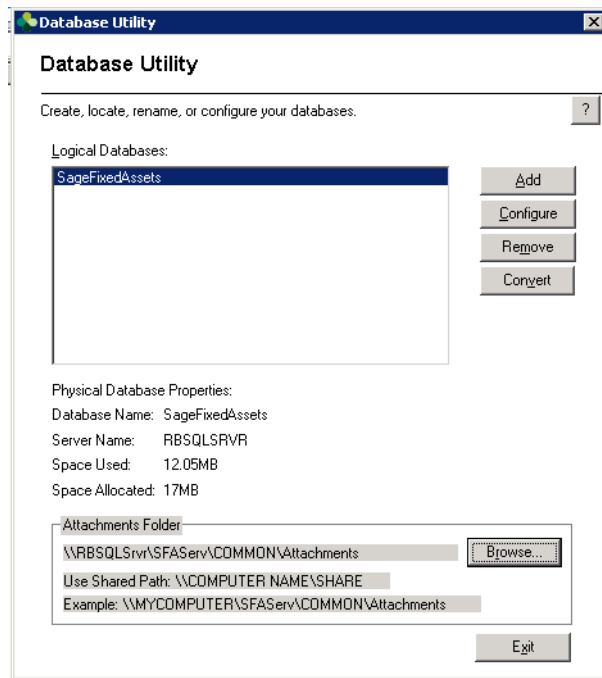 Database Utility
Database Utility
Create, locate, rename, or configure your databases.
?
Logical Databases:
SageFixedAssets
Add
Configure
Remove
Convert
Physical Database Properties:
Database Name: SageFixedAssets
Server Name: RBSQLSRVR
Space Used: 12.05MB
Space Allocated: 17MB
Attachments Folder
\\RBSQLSrvr\SFAServ\COMMON\Attachments
Browse...
Use Shared Path: \\COMPUTER NAME\SHARE
Example: \\MYCOMPUTER\SFAServ\COMMON\Attachments
Exit